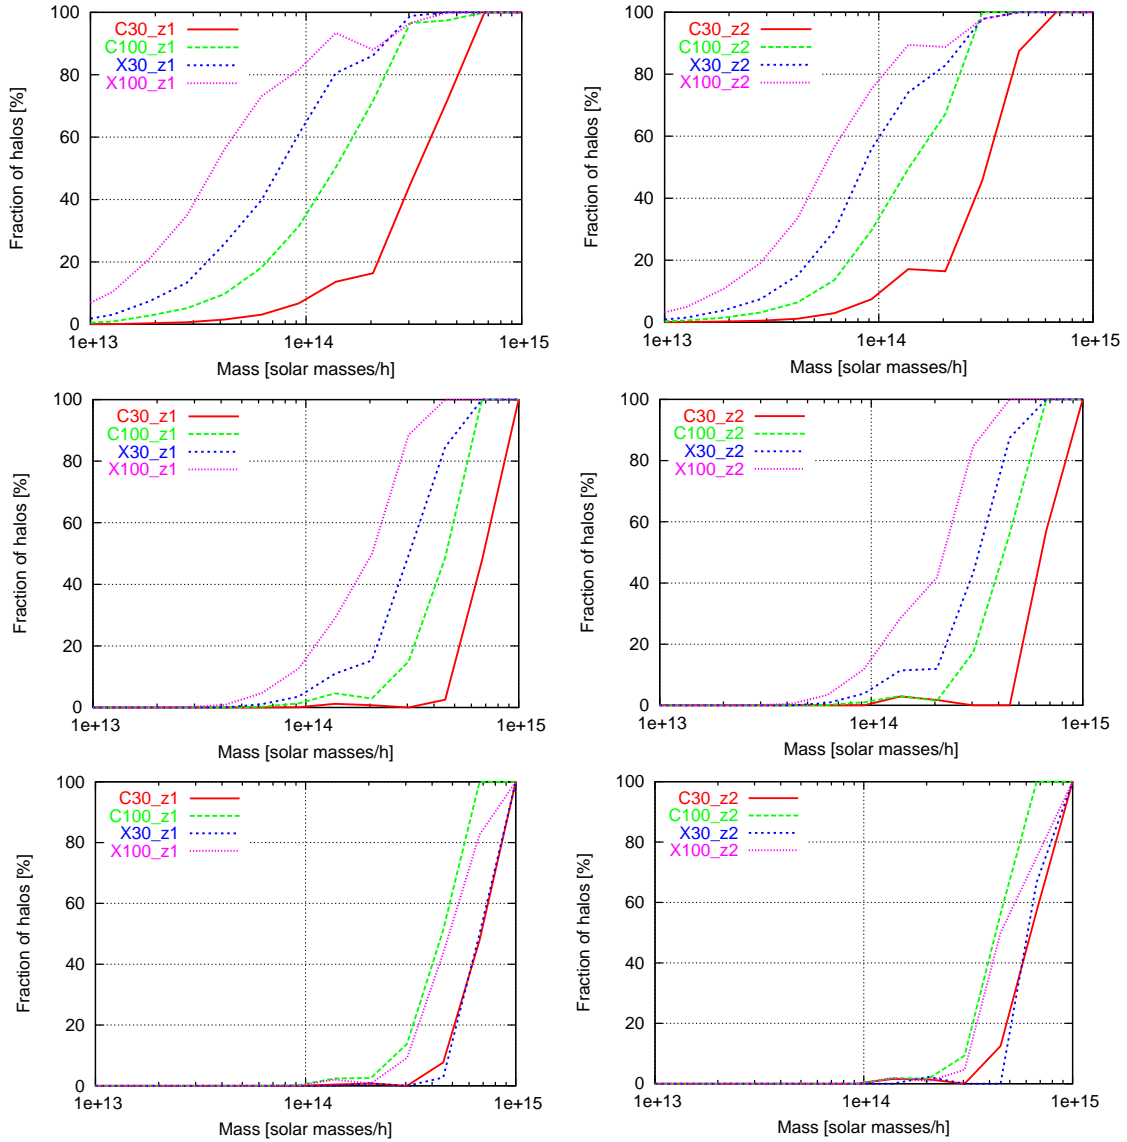 100
80
60
40
20
0
Fraction of halos [%]
C30_z1
C100_z1
X30_z1
X100_z1
1e+13 1e+14 1e+15
Mass [solar masses/h]
100
80
60
40
20
0
Fraction of halos [%]
C30_z2
C100_z2
X30_z2
X100_z2
1e+13 1e+14 1e+15
Mass [solar masses/h]
100
80
60
40
20
0
Fraction of halos [%]
C30_z1
C100_z1
X30_z1
X100_z1
1e+13 1e+14 1e+15
Mass [solar masses/h]
100
80
60
40
20
0
Fraction of halos [%]
C30_z2
C100_z2
X30_z2
X100_z2
1e+13 1e+14 1e+15
Mass [solar masses/h]
100
80
60
40
20
0
Fraction of halos [%]
C30_z1
C100_z1
X30_z1
X100_z1
1e+13 1e+14 1e+15
Mass [solar masses/h]
100
80
60
40
20
0
Fraction of halos [%]
C30_z2
C100_z2
X30_z2
X100_z2
1e+13 1e+14 1e+15
Mass [solar masses/h]